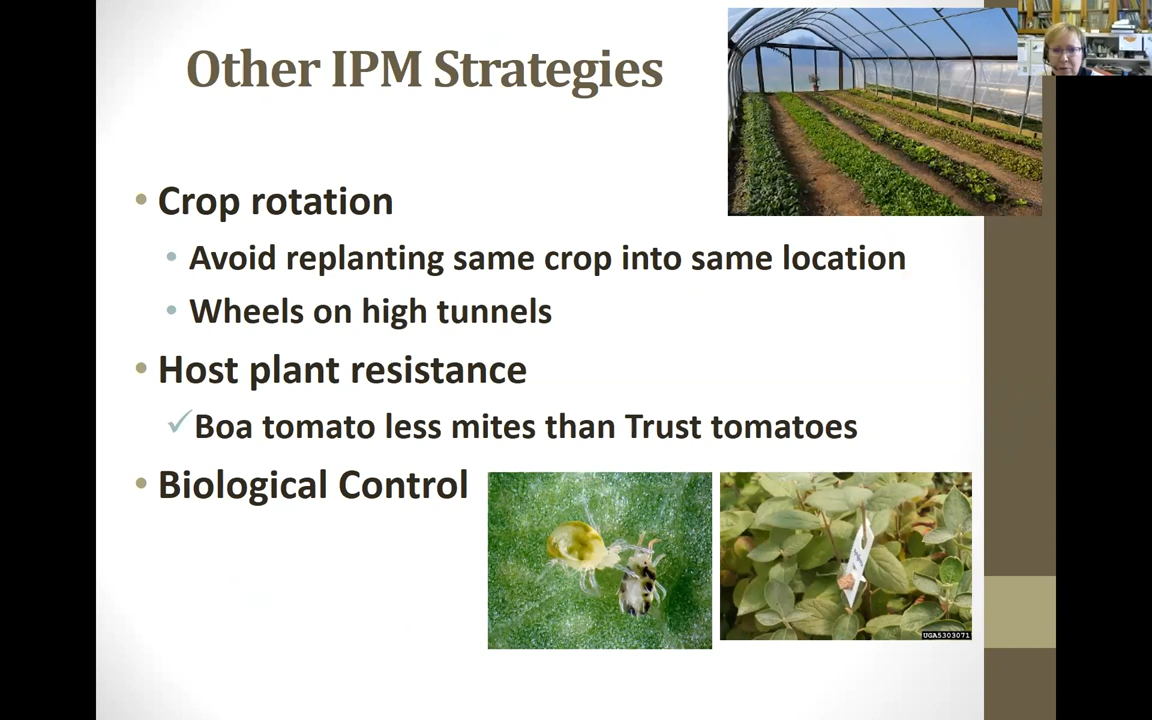 Other IPM Strategies
• Crop rotation
• Avoid replanting same crop into same location
• Wheels on high tunnels
• Host plant resistance
✓Boa tomato less mites than Trust tomatoes
• Biological Control
UGA5303071